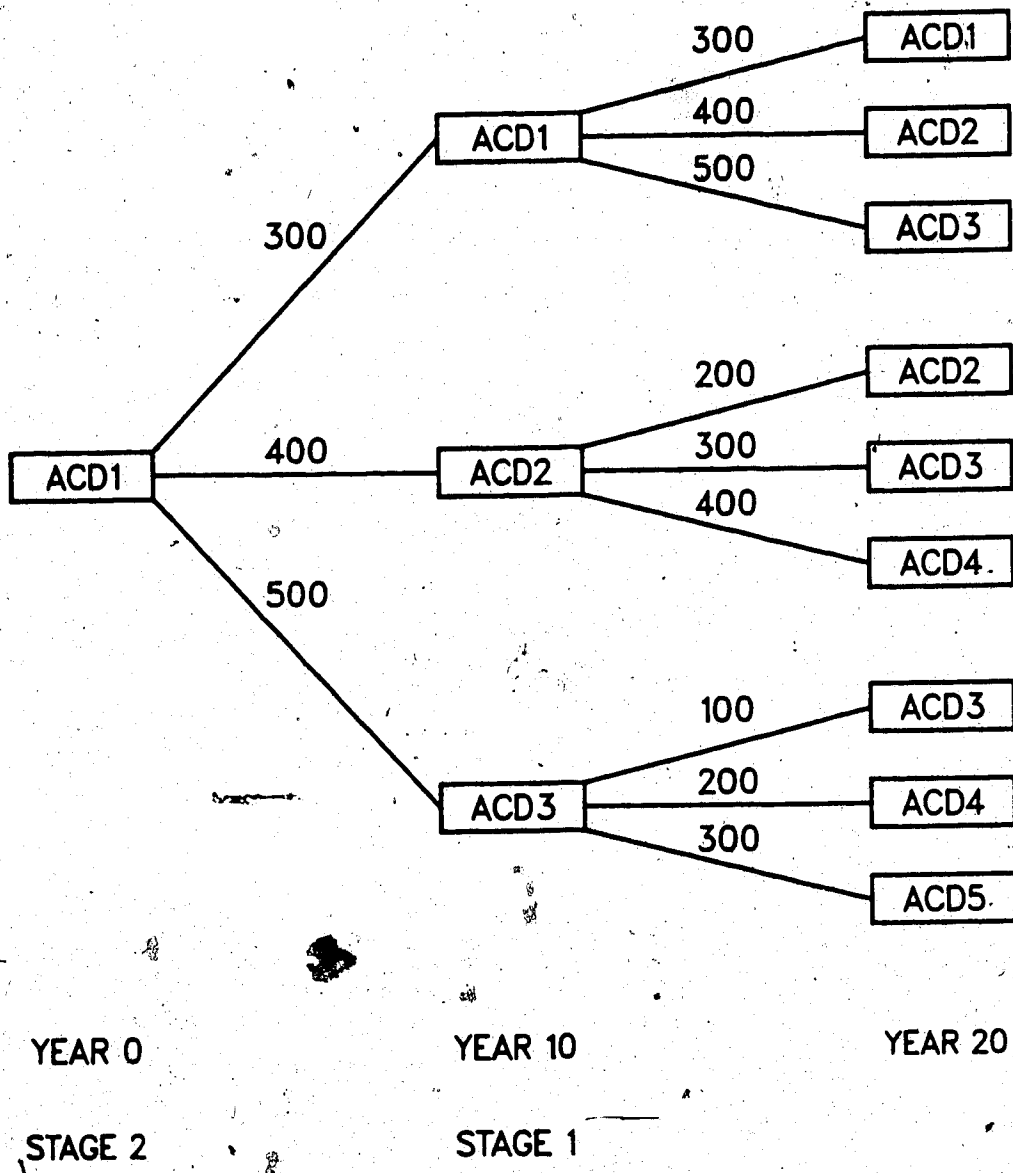 300
ACD1
ACD1
400
ACD2
500
ACD3
300
200
ACD2
ACD1
400
ACD2
300
ACD3
400
ACD4
500
100
ACD3
ACD3
200
ACD4
300
ACD5
YEAR 0
YEAR 10
YEAR 20
STAGE 2
STAGE 1